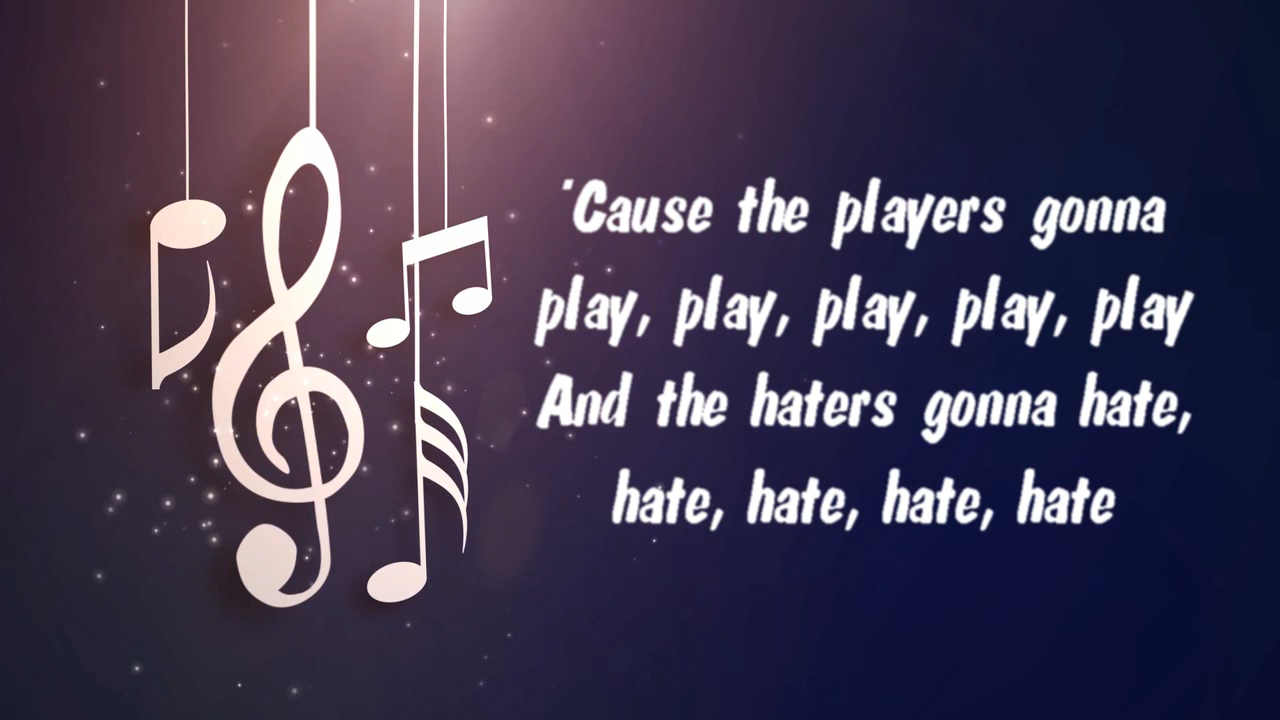 'Cause the players gonna
play, play, play, play, play
And the haters gonna hate,
hate, hate, hate, hate